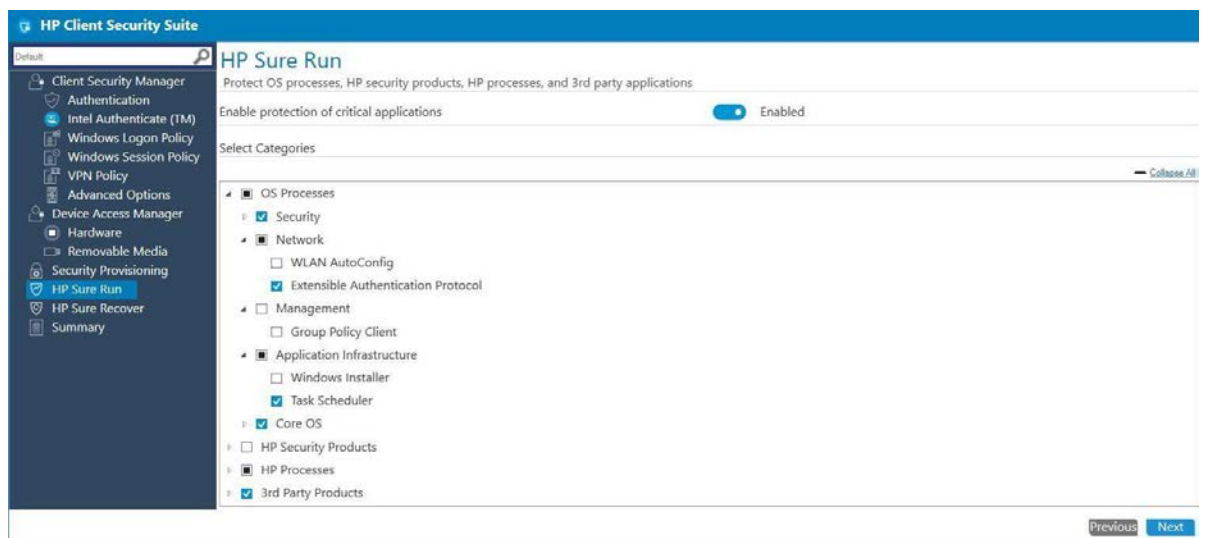 HP Client Security Suite
Default
Client Security Manager
Authentication
Intel Authenticate (TM)
Windows Logon Policy
Windows Session Policy
VPN Policy
Advanced Options
Device Access Manager
Hardware
Removable Media
Security Provisioning
HP Sure Run
HP Sure Recover
Summary
HP Sure Run
Protect OS processes, HP security products, HP processes, and 3rd party applications
Enable protection of critical applications Enabled
Select Categories
Collapse All
OS Processes
Security
Network
WLAN AutoConfig
Extensible Authentication Protocol
Management
Group Policy Client
Application Infrastructure
Windows Installer
Task Scheduler
Core OS
HP Security Products
HP Processes
3rd Party Products
Previous Next